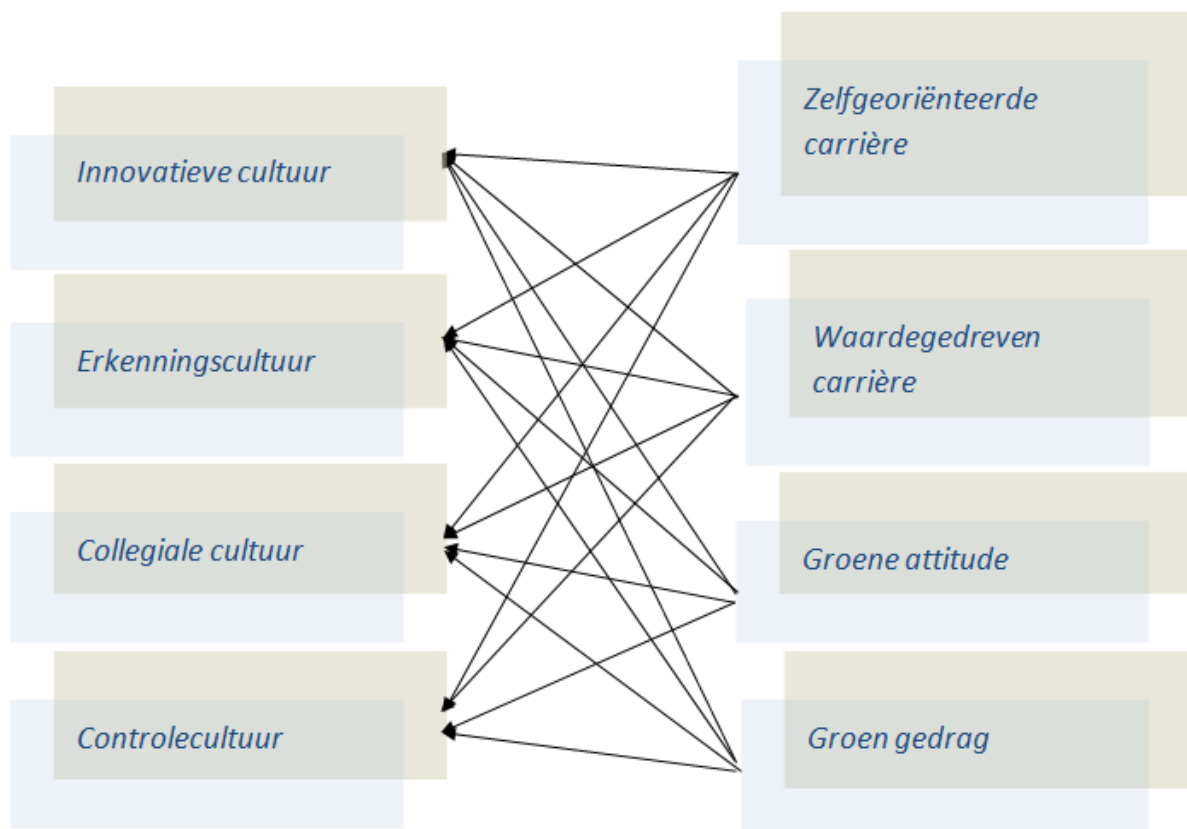 Innovatieve cultuur
Erkenningscultuur
Collegiale cultuur
Controlecultuur
Zelfgeoriënteerde
carrière
Waardegedreven
carrière
Groene attitude
Groen gedrag